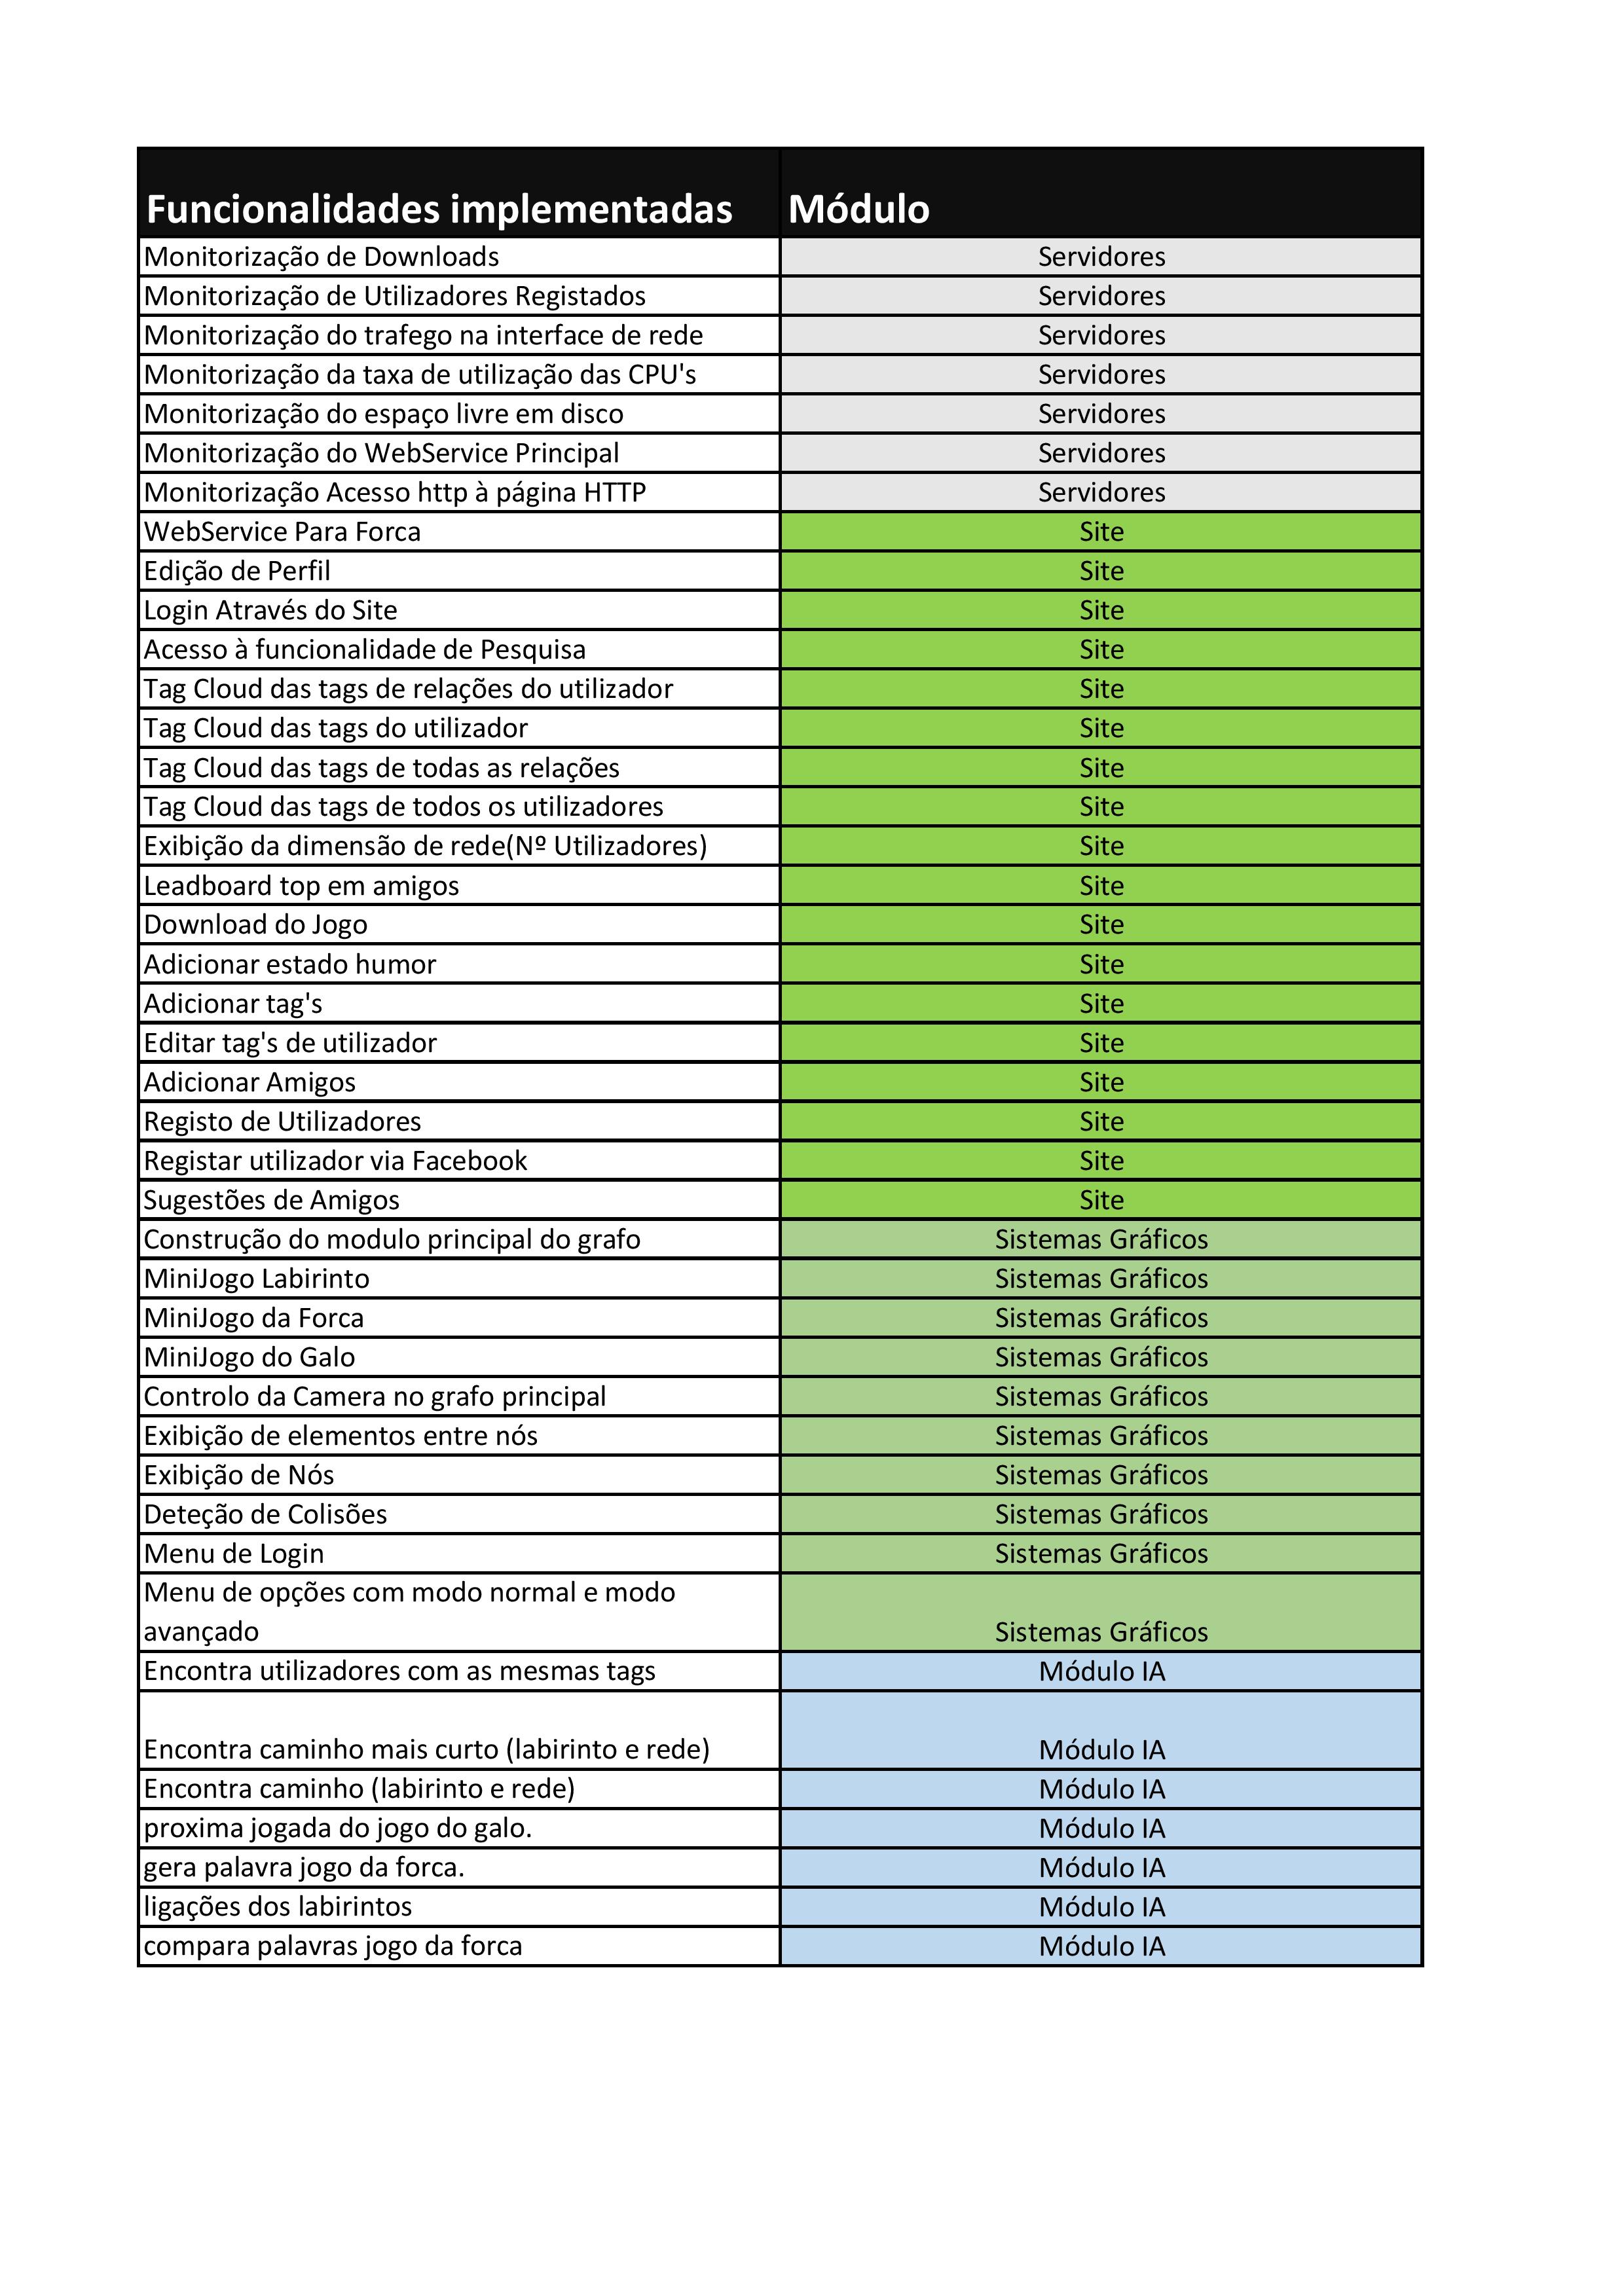 Funcionalidades implementadas Módulo
Monitorização de Downloads Servidores
Monitorização de Utilizadores Registados Servidores
Monitorização do trafego na interface de rede Servidores
Monitorização da taxa de utilização das CPU's Servidores
Monitorização do espaço livre em disco Servidores
Monitorização do WebService Principal Servidores
Monitorização Acesso http à página HTTP Servidores
WebService Para Forca Site
Edição de Perfil Site
Login Através do Site Site
Acesso à funcionalidade de Pesquisa Site
Tag Cloud das tags de relações do utilizador Site
Tag Cloud das tags do utilizador Site
Tag Cloud das tags de todas as relações Site
Tag Cloud das tags de todos os utilizadores Site
Exibição da dimensão de rede(Nº Utilizadores) Site
Leadboard top em amigos Site
Download do Jogo Site
Adicionar estado humor Site
Adicionar tag's Site
Editar tag's de utilizador Site
Adicionar Amigos Site
Registo de Utilizadores Site
Registar utilizador via Facebook Site
Sugestões de Amigos Site
Construção do modulo principal do grafo Sistemas Gráficos
MiniJogo Labirinto Sistemas Gráficos
MiniJogo da Forca Sistemas Gráficos
MiniJogo do Galo Sistemas Gráficos
Controlo da Camera no grafo principal Sistemas Gráficos
Exibição de elementos entre nós Sistemas Gráficos
Exibição de Nós Sistemas Gráficos
Deteção de Colisões Sistemas Gráficos
Menu de Login Sistemas Gráficos
Menu de opções com modo normal e modo
avançado Sistemas Gráficos
Encontra utilizadores com as mesmas tags Módulo IA
Encontra caminho mais curto (labirinto e rede) Módulo IA
Encontra caminho (labirinto e rede) Módulo IA
proxima jogada do jogo do galo. Módulo IA
gera palavra jogo da forca. Módulo IA
ligações dos labirintos Módulo IA
compara palavras jogo da forca Módulo IA